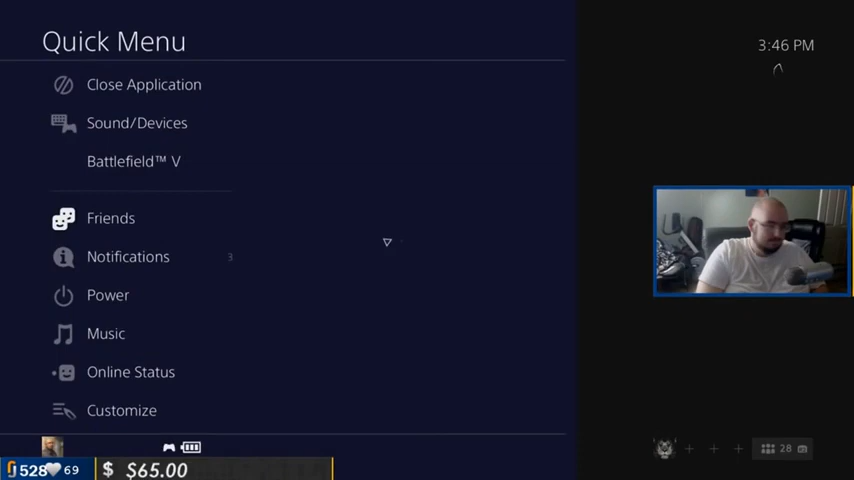 Quick Menu
3:46 PM
Close Application
Sound/Devices
Battlefield™ V
Friends
Notifications 3
Power
Music
Online Status
Customize
28
528 69 $ $65.00